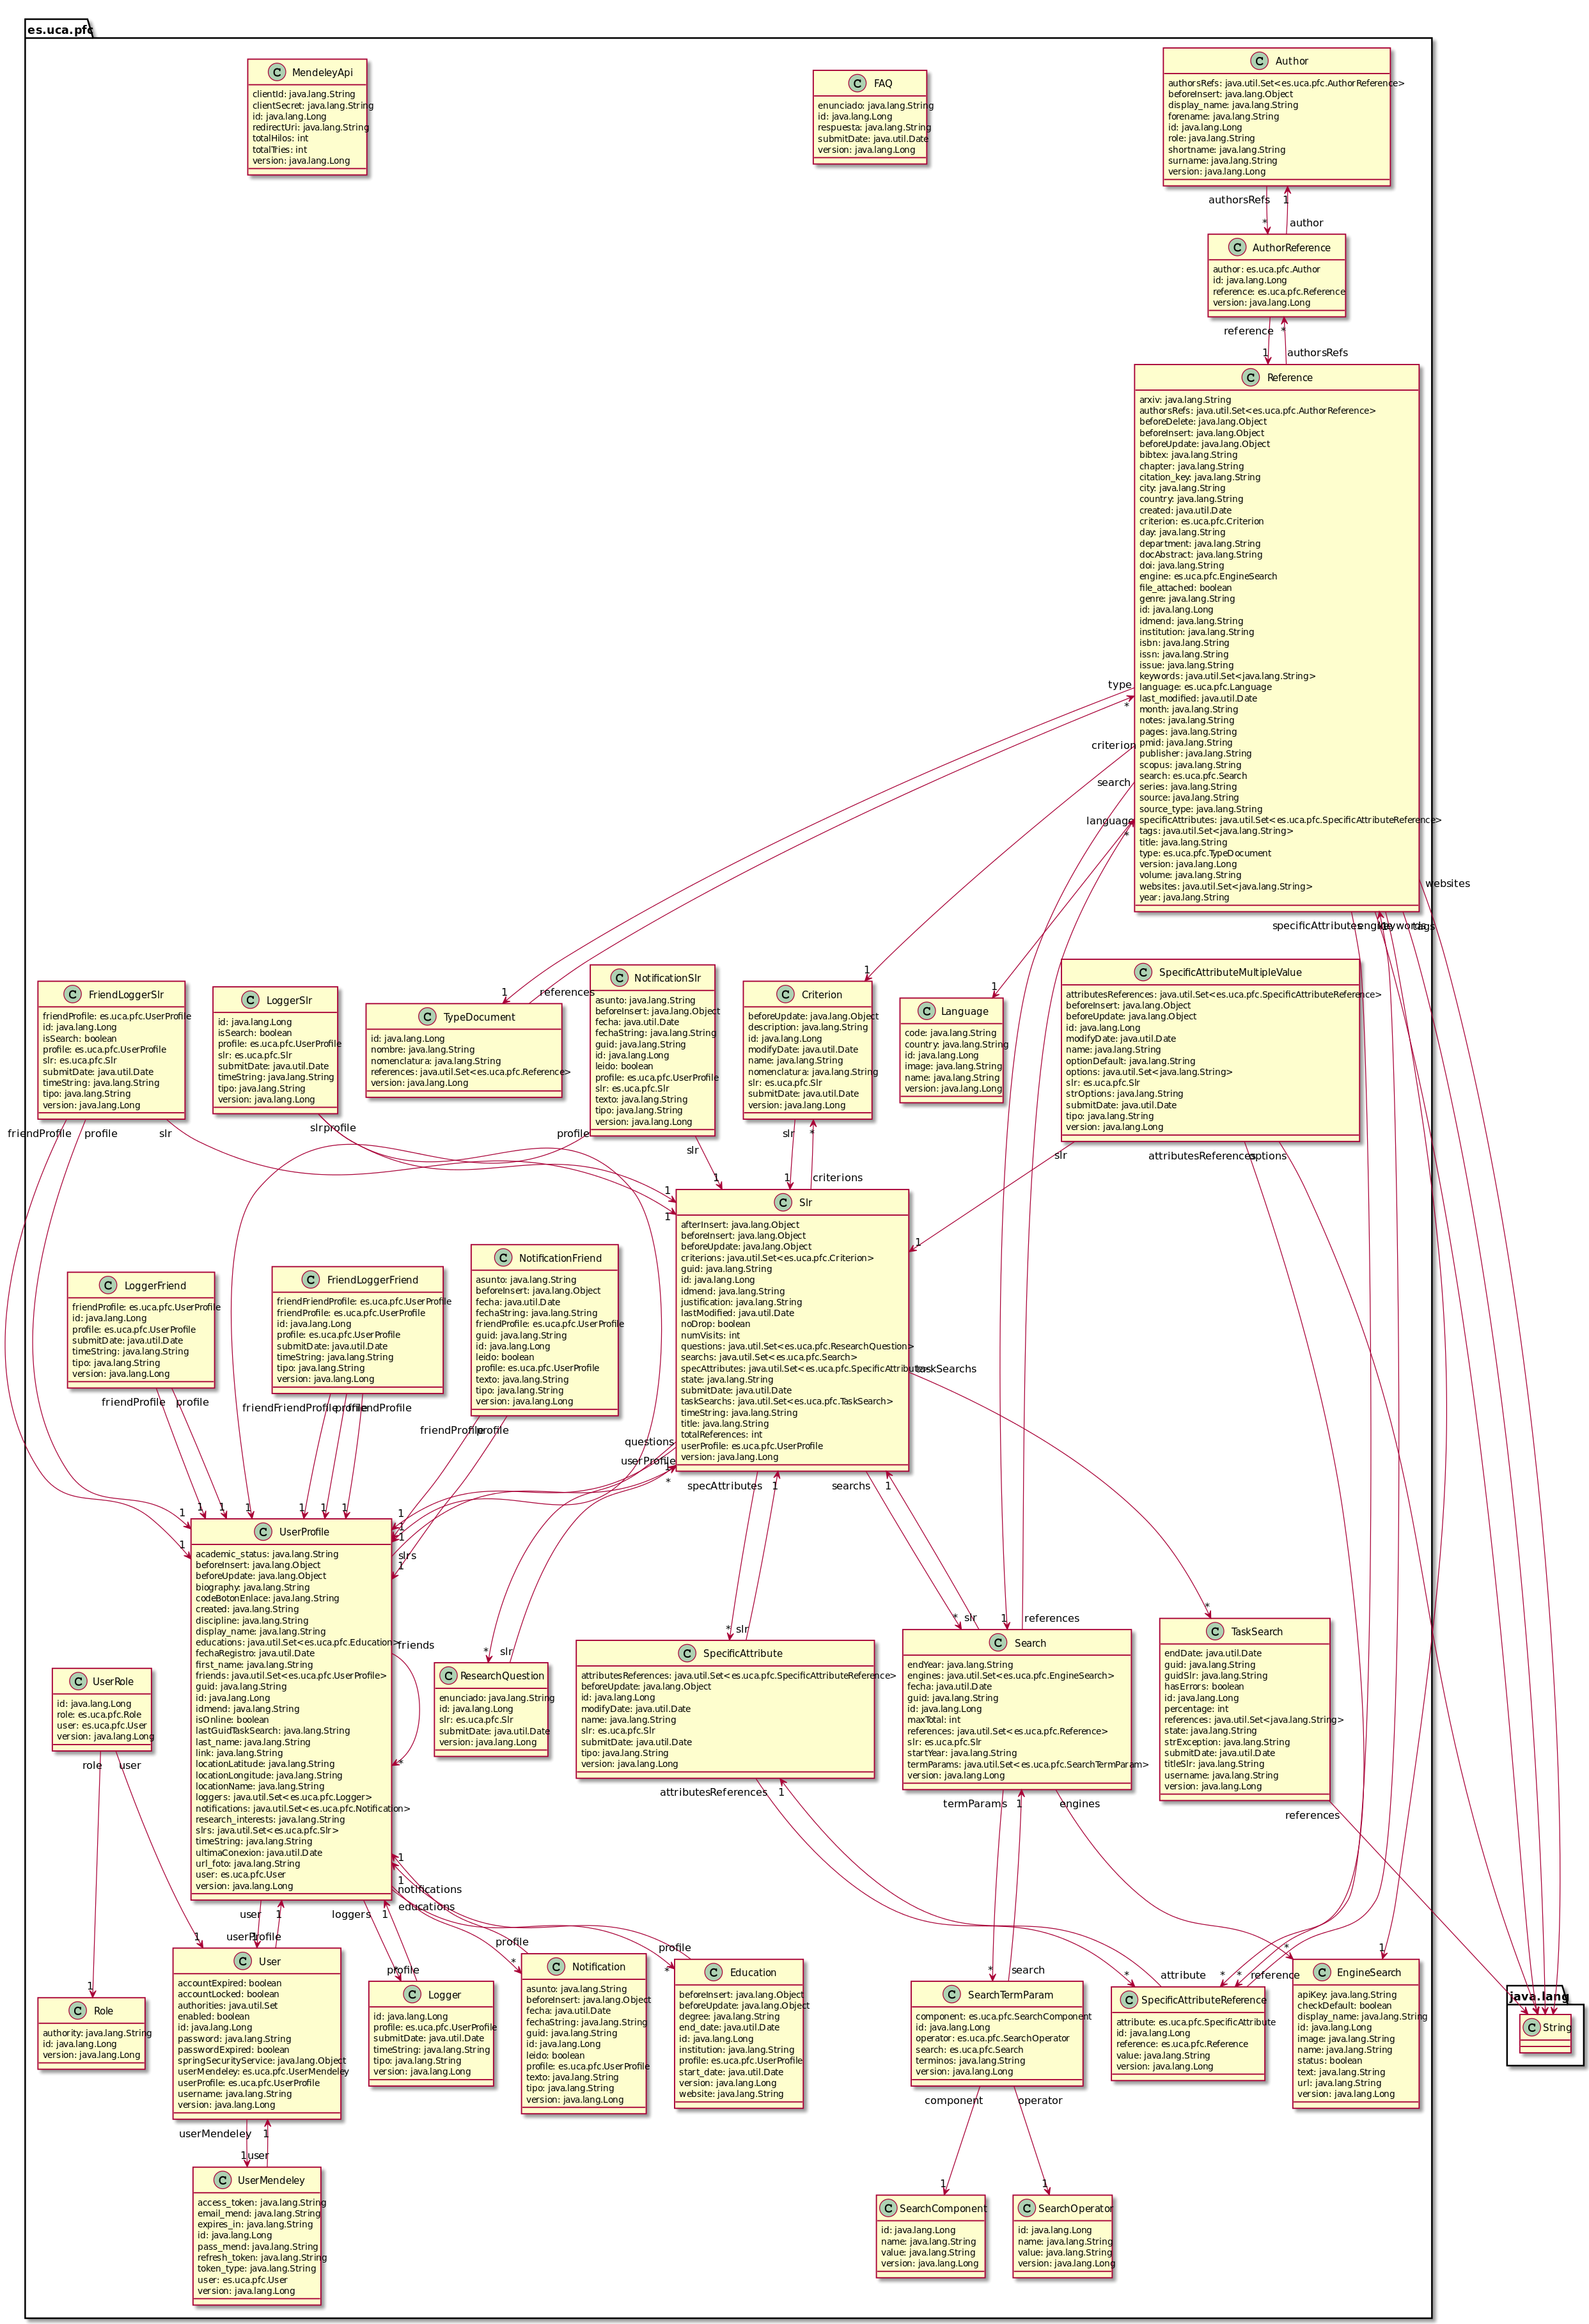 es.uca.pfc
MendeleyApi
clientId: java.lang.String
clientSecret: java.lang.String
id: java.lang.Long
redirectUri: java.lang.String
totalHilos: int
totalTries: int
version: java.lang.Long
FAQ
enunciado: java.lang.String
id: java.lang.Long
respuesta: java.lang.String
submitDate: java.util.Date
version: java.lang.Long
Author
authorsRefs: java.util.Set<es.uca.pfc.AuthorReference>
beforeInsert: java.lang.Object
display_name: java.lang.String
forename: java.lang.String
id: java.lang.Long
role: java.lang.String
shortname: java.lang.String
surname: java.lang.String
version: java.lang.Long
authorsRefs
1
*
author
AuthorReference
author: es.uca.pfc.Author
id: java.lang.Long
reference: es.uca.pfc.Reference
version: java.lang.Long
reference
*
1
authorsRefs
Reference
arxiv: java.lang.String
authorsRefs: java.util.Set<es.uca.pfc.AuthorReference>
beforeDelete: java.lang.Object
beforeInsert: java.lang.Object
beforeUpdate: java.lang.Object
bibtex: java.lang.String
chapter: java.lang.String
citation_key: java.lang.String
city: java.lang.String
country: java.lang.String
created: java.util.Date
criterion: es.uca.pfc.Criterion
day: java.lang.String
department: java.lang.String
docAbstract: java.lang.String
doi: java.lang.String
engine: es.uca.pfc.EngineSearch
file_attached: boolean
genre: java.lang.String
id: java.lang.Long
idmend: java.lang.String
institution: java.lang.String
isbn: java.lang.String
issn: java.lang.String
issue: java.lang.String
keywords: java.util.Set<java.lang.String>
language: es.uca.pfc.Language
last_modified: java.util.Date
month: java.lang.String
notes: java.lang.String
pages: java.lang.String
pmid: java.lang.String
publisher: java.lang.String
scopus: java.lang.String
search: es.uca.pfc.Search
series: java.lang.String
source: java.lang.String
source_type: java.lang.String
specificAttributes: java.util.Set<es.uca.pfc.SpecificAttributeReference>
tags: java.util.Set<java.lang.String>
title: java.lang.String
type: es.uca.pfc.TypeDocument
version: java.lang.Long
volume: java.lang.String
websites: java.util.Set<java.lang.String>
year: java.lang.String
type
*
criterion
search
language
*
websites
specificAttributes
engine
keywords
tags
FriendLoggerSlr
friendProfile: es.uca.pfc.UserProfile
id: java.lang.Long
isSearch: boolean
profile: es.uca.pfc.UserProfile
slr: es.uca.pfc.Slr
submitDate: java.util.Date
timeString: java.lang.String
tipo: java.lang.String
version: java.lang.Long
friendProfile
profile
slr
LoggerSlr
id: java.lang.Long
isSearch: boolean
profile: es.uca.pfc.UserProfile
slr: es.uca.pfc.Slr
submitDate: java.util.Date
timeString: java.lang.String
tipo: java.lang.String
version: java.lang.Long
slr
profile
1
references
TypeDocument
id: java.lang.Long
nombre: java.lang.String
nomenclatura: java.lang.String
references: java.util.Set<es.uca.pfc.Reference>
version: java.lang.Long
NotificationSlr
asunto: java.lang.String
beforeInsert: java.lang.Object
fecha: java.util.Date
fechaString: java.lang.String
guid: java.lang.String
id: java.lang.Long
leido: boolean
profile: es.uca.pfc.UserProfile
slr: es.uca.pfc.Slr
texto: java.lang.String
tipo: java.lang.String
version: java.lang.Long
profile
slr
1
Criterion
beforeUpdate: java.lang.Object
description: java.lang.String
id: java.lang.Long
modifyDate: java.util.Date
name: java.lang.String
nomenclatura: java.lang.String
slr: es.uca.pfc.Slr
submitDate: java.util.Date
version: java.lang.Long
slr
*
1
criterions
1
Language
code: java.lang.String
country: java.lang.String
id: java.lang.Long
image: java.lang.String
name: java.lang.String
version: java.lang.Long
SpecificAttributeMultipleValue
attributesReferences: java.util.Set<es.uca.pfc.SpecificAttributeReference>
beforeInsert: java.lang.Object
beforeUpdate: java.lang.Object
id: java.lang.Long
modifyDate: java.util.Date
name: java.lang.String
optionDefault: java.lang.String
options: java.util.Set<java.lang.String>
slr: es.uca.pfc.Slr
strOptions: java.lang.String
submitDate: java.util.Date
tipo: java.lang.String
version: java.lang.Long
slr
attributesReferences
options
LoggerFriend
friendProfile: es.uca.pfc.UserProfile
id: java.lang.Long
profile: es.uca.pfc.UserProfile
submitDate: java.util.Date
timeString: java.lang.String
tipo: java.lang.String
version: java.lang.Long
friendProfile
profile
FriendLoggerFriend
friendFriendProfile: es.uca.pfc.UserProfile
friendProfile: es.uca.pfc.UserProfile
id: java.lang.Long
profile: es.uca.pfc.UserProfile
submitDate: java.util.Date
timeString: java.lang.String
tipo: java.lang.String
version: java.lang.Long
friendFriendProfile
profile
friendProfile
NotificationFriend
asunto: java.lang.String
beforeInsert: java.lang.Object
fecha: java.util.Date
fechaString: java.lang.String
friendProfile: es.uca.pfc.UserProfile
guid: java.lang.String
id: java.lang.Long
leido: boolean
profile: es.uca.pfc.UserProfile
texto: java.lang.String
tipo: java.lang.String
version: java.lang.Long
friendProfile
profile
1
1
1
1
Slr
afterInsert: java.lang.Object
beforeInsert: java.lang.Object
beforeUpdate: java.lang.Object
criterions: java.util.Set<es.uca.pfc.Criterion>
guid: java.lang.String
id: java.lang.Long
idmend: java.lang.String
justification: java.lang.String
lastModified: java.util.Date
noDrop: boolean
numVisits: int
questions: java.util.Set<es.uca.pfc.ResearchQuestion>
searchs: java.util.Set<es.uca.pfc.Search>
specAttributes: java.util.Set<es.uca.pfc.SpecificAttribute>
state: java.lang.String
submitDate: java.util.Date
taskSearchs: java.util.Set<es.uca.pfc.TaskSearch>
timeString: java.lang.String
title: java.lang.String
totalReferences: int
userProfile: es.uca.pfc.UserProfile
version: java.lang.Long
taskSearchs
questions
userProfile
1
*
specAttributes
1
searchs
1
1
1
1
1
1
1
1
1
1
1
1
1
UserProfile
academic_status: java.lang.String
beforeInsert: java.lang.Object
beforeUpdate: java.lang.Object
biography: java.lang.String
codeBotonEnlace: java.lang.String
created: java.lang.String
discipline: java.lang.String
display_name: java.lang.String
educations: java.util.Set<es.uca.pfc.Education>
fechaRegistro: java.util.Date
first_name: java.lang.String
friends: java.util.Set<es.uca.pfc.UserProfile>
guid: java.lang.String
id: java.lang.Long
idmend: java.lang.String
isOnline: boolean
lastGuidTaskSearch: java.lang.String
last_name: java.lang.String
link: java.lang.String
locationLatitude: java.lang.String
locationLongitude: java.lang.String
locationName: java.lang.String
loggers: java.util.Set<es.uca.pfc.Logger>
notifications: java.util.Set<es.uca.pfc.Notification>
research_interests: java.lang.String
slrs: java.util.Set<es.uca.pfc.Slr>
timeString: java.lang.String
ultimaConexion: java.util.Date
url_foto: java.lang.String
user: es.uca.pfc.User
version: java.lang.Long
slrs
friends
*
1
1
notifications
educations
user
1
loggers
1
*
slr
ResearchQuestion
enunciado: java.lang.String
id: java.lang.Long
slr: es.uca.pfc.Slr
submitDate: java.util.Date
version: java.lang.Long
*
slr
SpecificAttribute
attributesReferences: java.util.Set<es.uca.pfc.SpecificAttributeReference>
beforeUpdate: java.lang.Object
id: java.lang.Long
modifyDate: java.util.Date
name: java.lang.String
slr: es.uca.pfc.Slr
submitDate: java.util.Date
tipo: java.lang.String
version: java.lang.Long
attributesReferences
1
*
slr
1
references
Search
endYear: java.lang.String
engines: java.util.Set<es.uca.pfc.EngineSearch>
fecha: java.util.Date
guid: java.lang.String
id: java.lang.Long
maxTotal: int
references: java.util.Set<es.uca.pfc.Reference>
slr: es.uca.pfc.Slr
startYear: java.lang.String
termParams: java.util.Set<es.uca.pfc.SearchTermParam>
version: java.lang.Long
termParams
1
engines
*
TaskSearch
endDate: java.util.Date
guid: java.lang.String
guidSlr: java.lang.String
hasErrors: boolean
id: java.lang.Long
percentage: int
references: java.util.Set<java.lang.String>
state: java.lang.String
strException: java.lang.String
submitDate: java.util.Date
titleSlr: java.lang.String
username: java.lang.String
version: java.lang.Long
references
UserRole
id: java.lang.Long
role: es.uca.pfc.Role
user: es.uca.pfc.User
version: java.lang.Long
role
user
1
Role
authority: java.lang.String
id: java.lang.Long
version: java.lang.Long
1
1
userProfile
User
accountExpired: boolean
accountLocked: boolean
authorities: java.util.Set
enabled: boolean
id: java.lang.Long
password: java.lang.String
passwordExpired: boolean
springSecurityService: java.lang.Object
userMendeley: es.uca.pfc.UserMendeley
userProfile: es.uca.pfc.UserProfile
username: java.lang.String
version: java.lang.Long
userMendeley
1
1
user
UserMendeley
access_token: java.lang.String
email_mend: java.lang.String
expires_in: java.lang.String
id: java.lang.Long
pass_mend: java.lang.String
refresh_token: java.lang.String
token_type: java.lang.String
user: es.uca.pfc.User
version: java.lang.Long
*
profile
Logger
id: java.lang.Long
profile: es.uca.pfc.UserProfile
submitDate: java.util.Date
timeString: java.lang.String
tipo: java.lang.String
version: java.lang.Long
profile
*
Notification
asunto: java.lang.String
beforeInsert: java.lang.Object
fecha: java.util.Date
fechaString: java.lang.String
guid: java.lang.String
id: java.lang.Long
leido: boolean
profile: es.uca.pfc.UserProfile
texto: java.lang.String
tipo: java.lang.String
version: java.lang.Long
profile
*
Education
beforeInsert: java.lang.Object
beforeUpdate: java.lang.Object
degree: java.lang.String
end_date: java.util.Date
id: java.lang.Long
institution: java.lang.String
profile: es.uca.pfc.UserProfile
start_date: java.util.Date
version: java.lang.Long
website: java.lang.String
*
search
SearchTermParam
component: es.uca.pfc.SearchComponent
id: java.lang.Long
operator: es.uca.pfc.SearchOperator
search: es.uca.pfc.Search
terminos: java.lang.String
version: java.lang.Long
component
operator
1
1
SearchComponent
id: java.lang.Long
name: java.lang.String
value: java.lang.String
version: java.lang.Long
SearchOperator
id: java.lang.Long
name: java.lang.String
value: java.lang.String
version: java.lang.Long
*
attribute
*
*
reference
SpecificAttributeReference
attribute: es.uca.pfc.SpecificAttribute
id: java.lang.Long
reference: es.uca.pfc.Reference
value: java.lang.String
version: java.lang.Long
*
1
EngineSearch
apiKey: java.lang.String
checkDefault: boolean
display_name: java.lang.String
id: java.lang.Long
image: java.lang.String
name: java.lang.String
status: boolean
text: java.lang.String
url: java.lang.String
version: java.lang.Long
java.lang
String